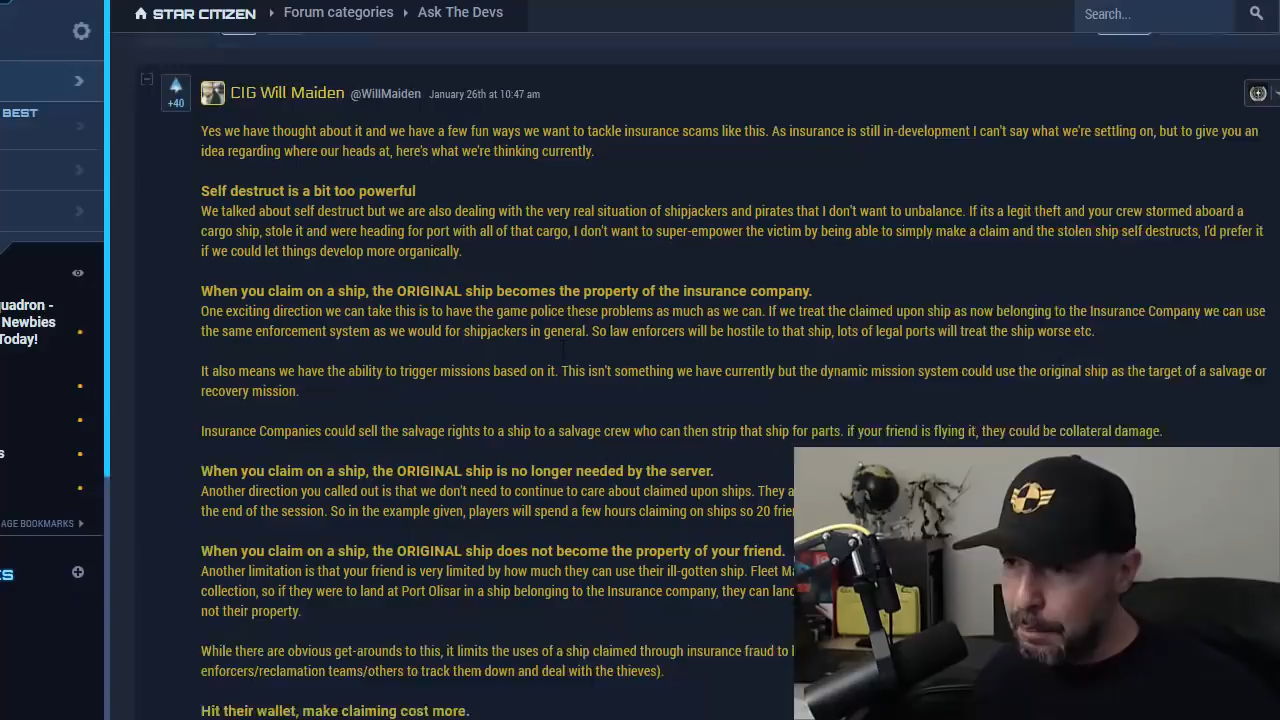 STAR CITIZEN
Forum categories
Ask The Devs
Search...
BEST
uadron -
Newbies
Today!
s
AGE BOOKMARKS
+40
CIG Will Maiden @WillMaiden January 26th at 10:47 am
Yes we have thought about it and we have a few fun ways we want to tackle insurance scams like this. As insurance is still in-development I can't say what we're settling on, but to give you an
idea regarding where our heads at, here's what we're thinking currently.
Self destruct is a bit too powerful
We talked about self destruct but we are also dealing with the very real situation of shipjackers and pirates that I don't want to unbalance. If its a legit theft and your crew stormed aboard a
cargo ship, stole it and were heading for port with all of that cargo, I don't want to super-empower the victim by being able to simply make a claim and the stolen ship self destructs, I'd prefer it
if we could let things develop more organically.
When you claim on a ship, the ORIGINAL ship becomes the property of the insurance company.
One exciting direction we can take this is to have the game police these problems as much as we can. If we treat the claimed upon ship as now belonging to the Insurance Company we can use
the same enforcement system as we would for shipjackers in general. So law enforcers will be hostile to that ship, lots of legal ports will treat the ship worse etc.
It also means we have the ability to trigger missions based on it. This isn't something we have currently but the dynamic mission system could use the original ship as the target of a salvage or
recovery mission.
Insurance Companies could sell the salvage rights to a ship to a salvage crew who can then strip that ship for parts. if your friend is flying it, they could be collateral damage.
When you claim on a ship, the ORIGINAL ship is no longer needed by the server.
Another direction you called out is that we don't need to continue to care about claimed upon ships. They a
the end of the session. So in the example given, players will spend a few hours claiming on ships so 20 frie
When you claim on a ship, the ORIGINAL ship does not become the property of your friend.
Another limitation is that your friend is very limited by how much they can use their ill-gotten ship. Fleet Ma
collection, so if they were to land at Port Olisar in a ship belonging to the Insurance company, they can lan
not their property.
While there are obvious get-arounds to this, it limits the uses of a ship claimed through insurance fraud to
enforcers/reclamation teams/others to track them down and deal with the thieves).
Hit their wallet, make claiming cost more.